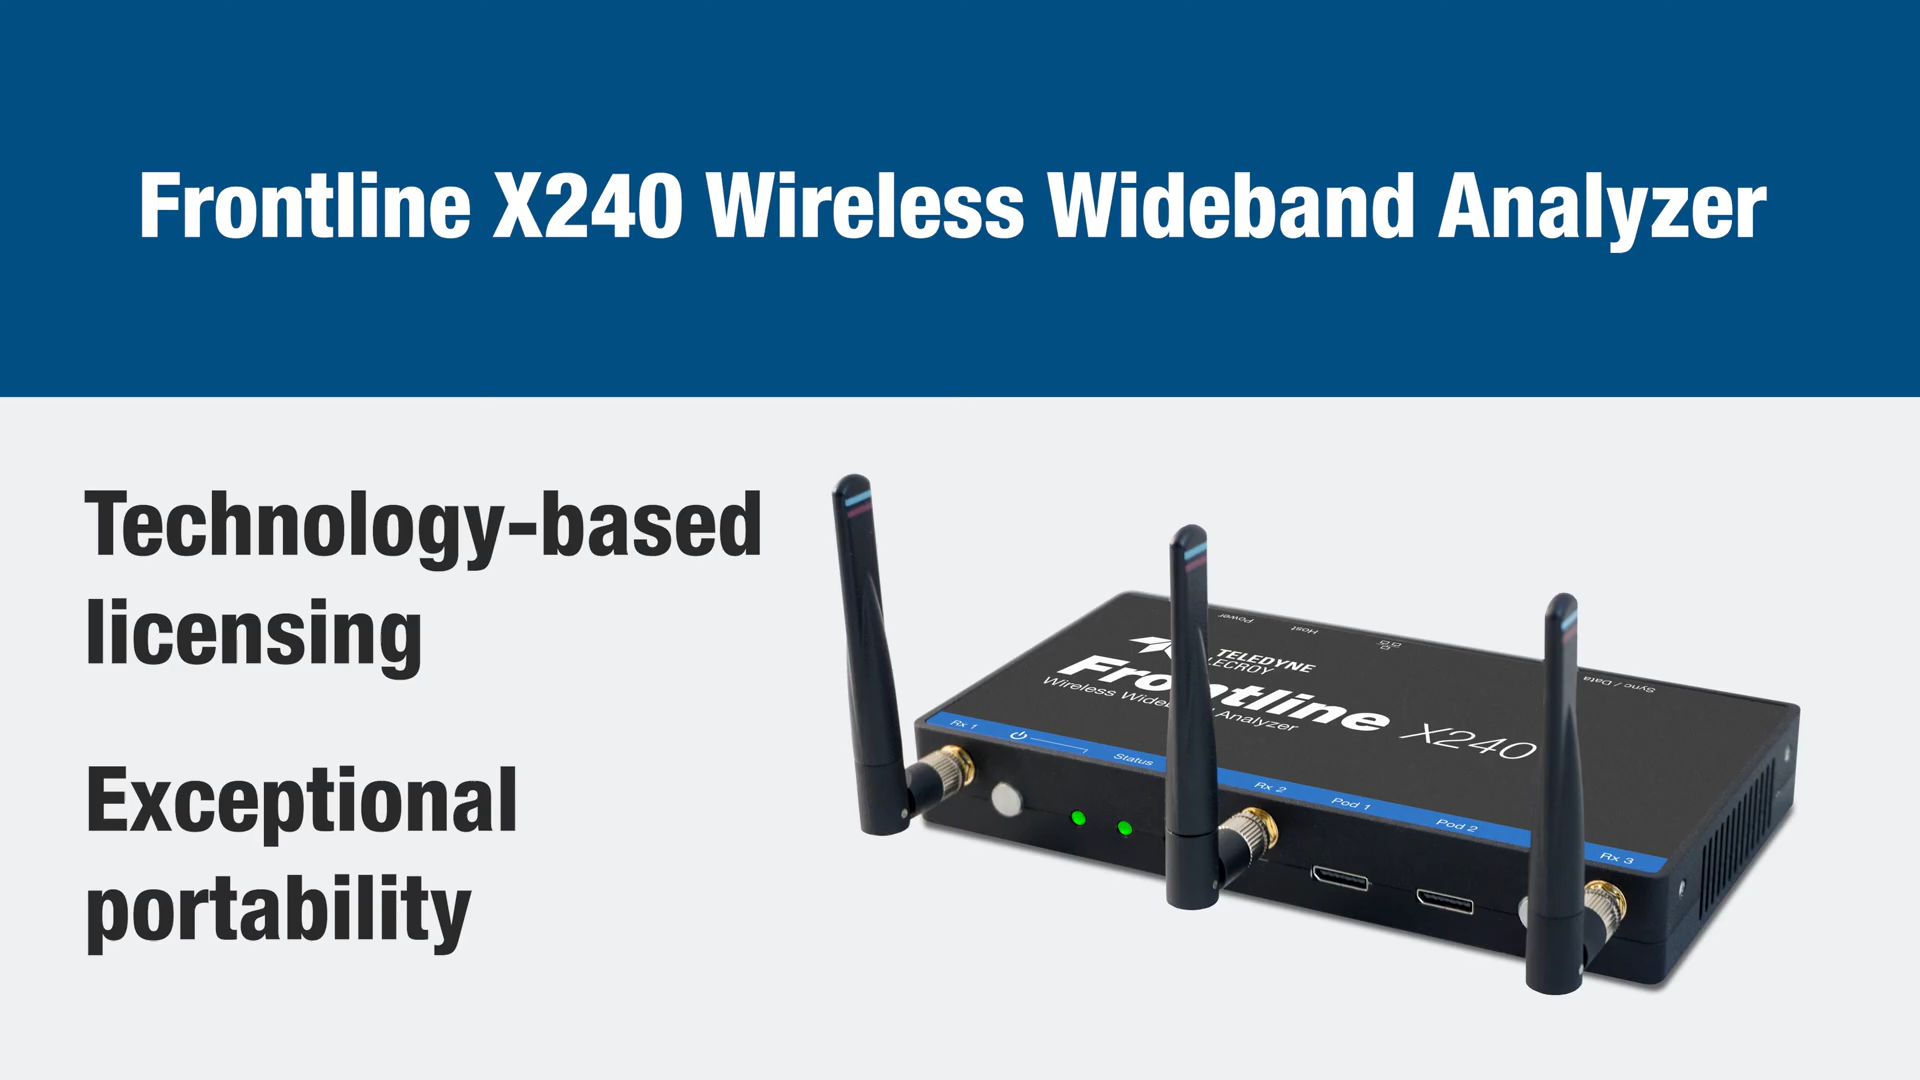 Frontline X240 Wireless Wideband Analyzer
Technology-based
licensing
Exceptional
portability
Power
Host
Sync / Data
TELEDYNE
LECROY
Frontline X240
Wireless Wideband Analyzer
Rx 1
Status
Rx 2
Pod 1
Pod 2
Rx 3